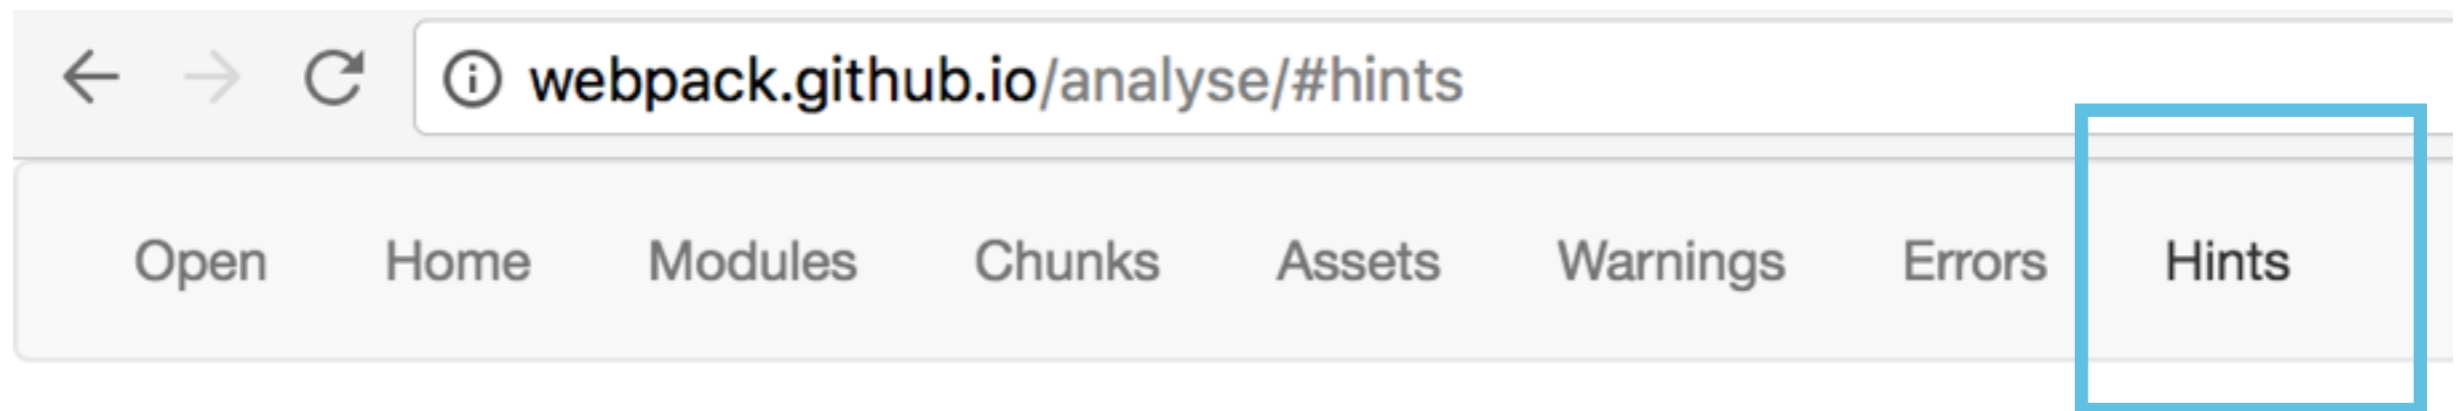 webpack.github.io/analyse/#hints
Open Home Modules Chunks Assets Warnings Errors Hints